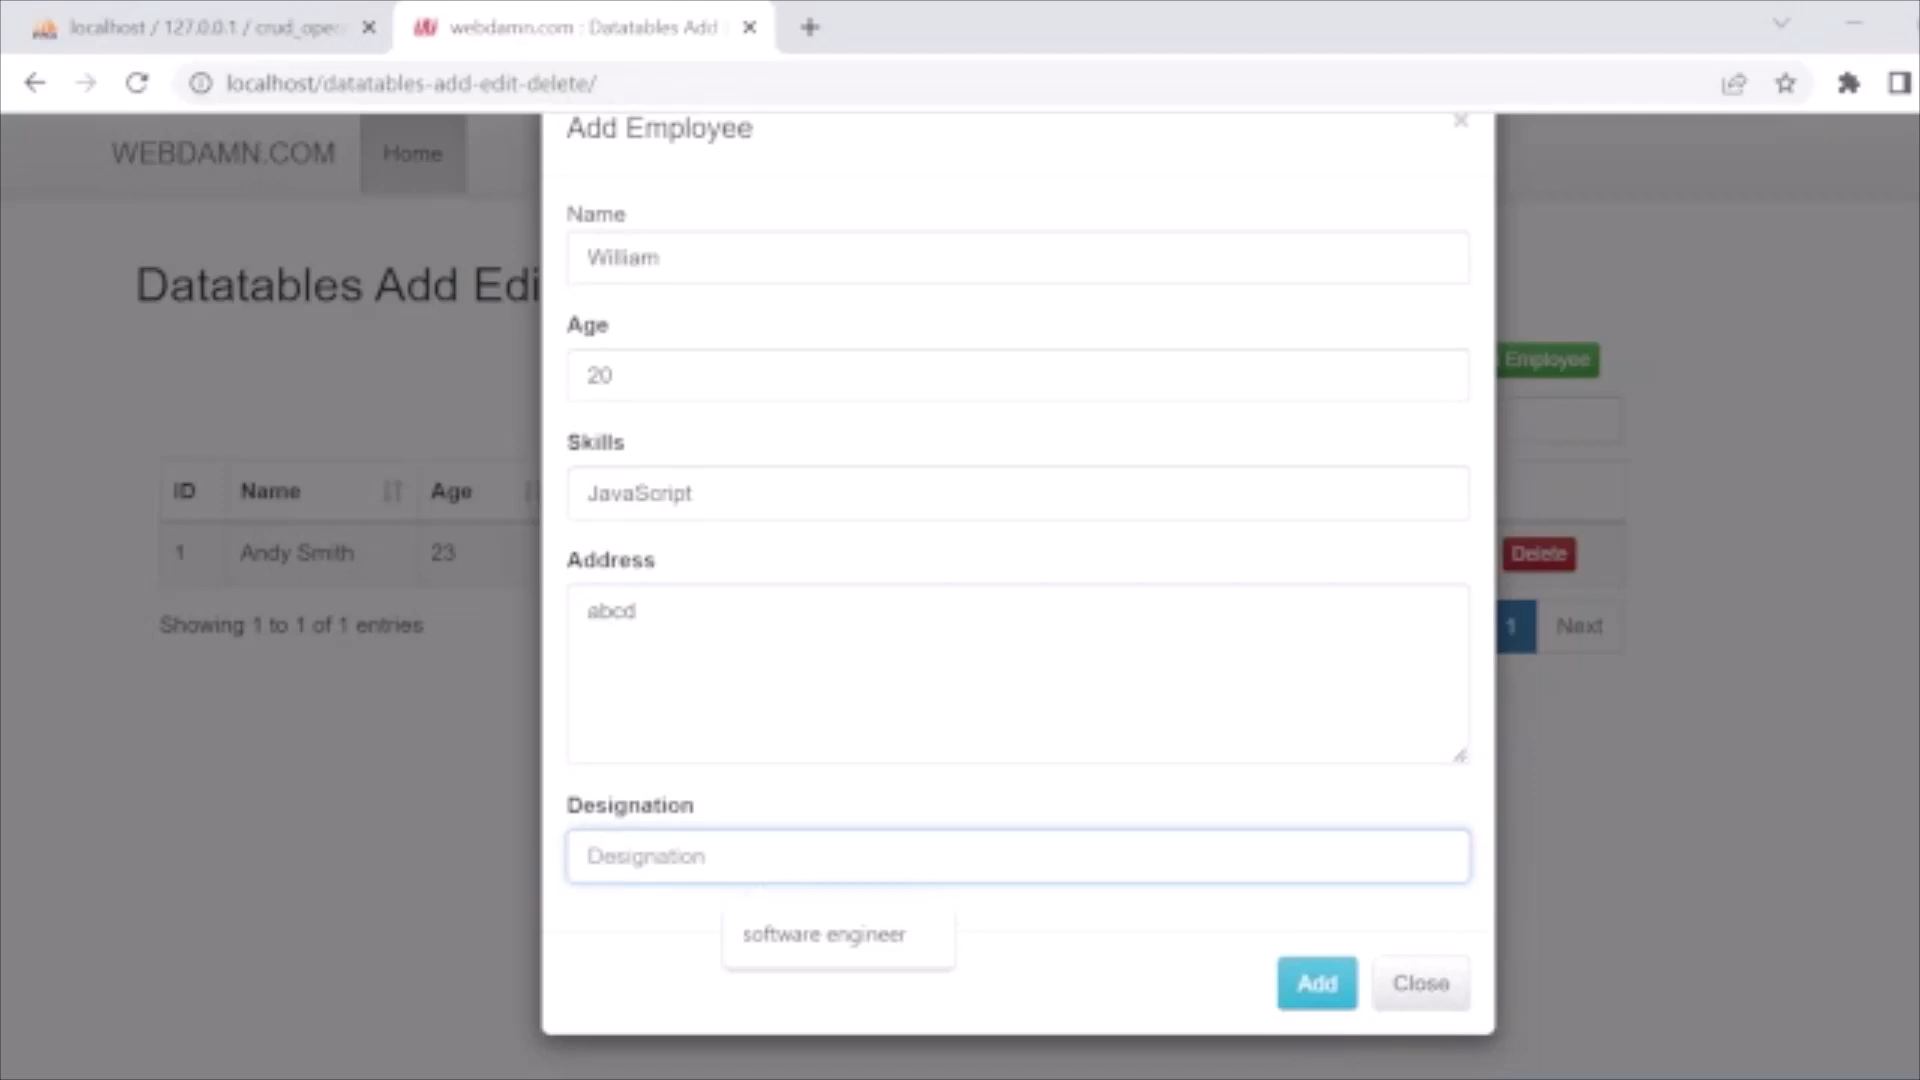 localhost / 127.0.0.1 / crud_oper
webdamn.com : Datatables Add
localhost/datatables-add-edit-delete/
WEBDAMN.COM
Home
Add Employee
Datatables Add Edi
Name
William
Age
20
Skills
JavaScript
Address
abcd
Designation
Designation
software engineer
Add
Close
Employee
ID
Name
Age
1
Andy Smith
23
Delete
Showing 1 to 1 of 1 entries
1
Next